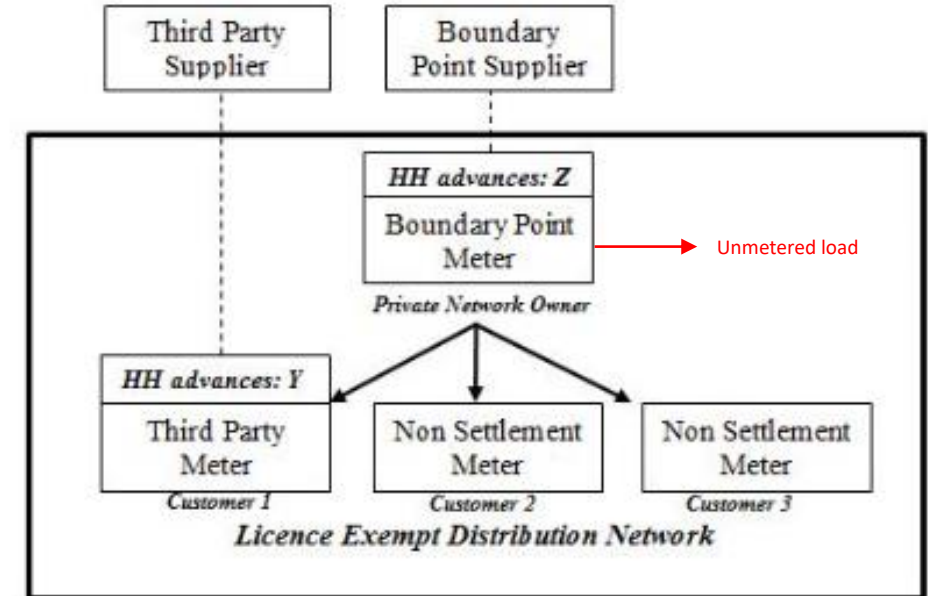 Third Party
Supplier
Boundary
Point Supplier
HH advances: Z
Boundary Point
Meter
Unmetered load
Private Network Owner
HH advances: Y
Third Party
Meter
Non Settlement
Meter
Non Settlement
Meter
Customer 1
Customer 2
Customer 3
Licence Exempt Distribution Network